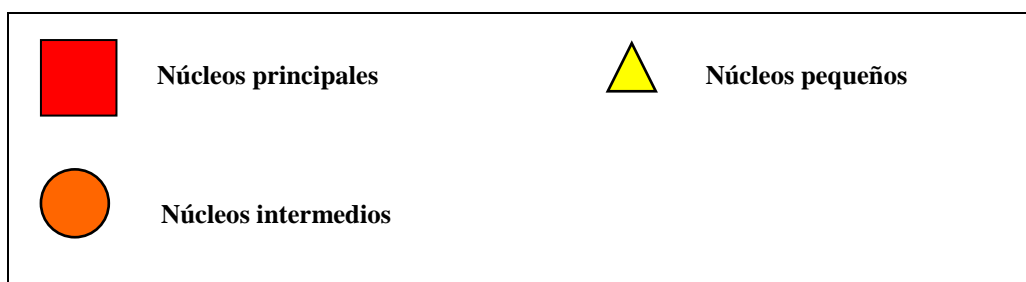 Núcleos principales
Núcleos pequeños
Núcleos intermedios